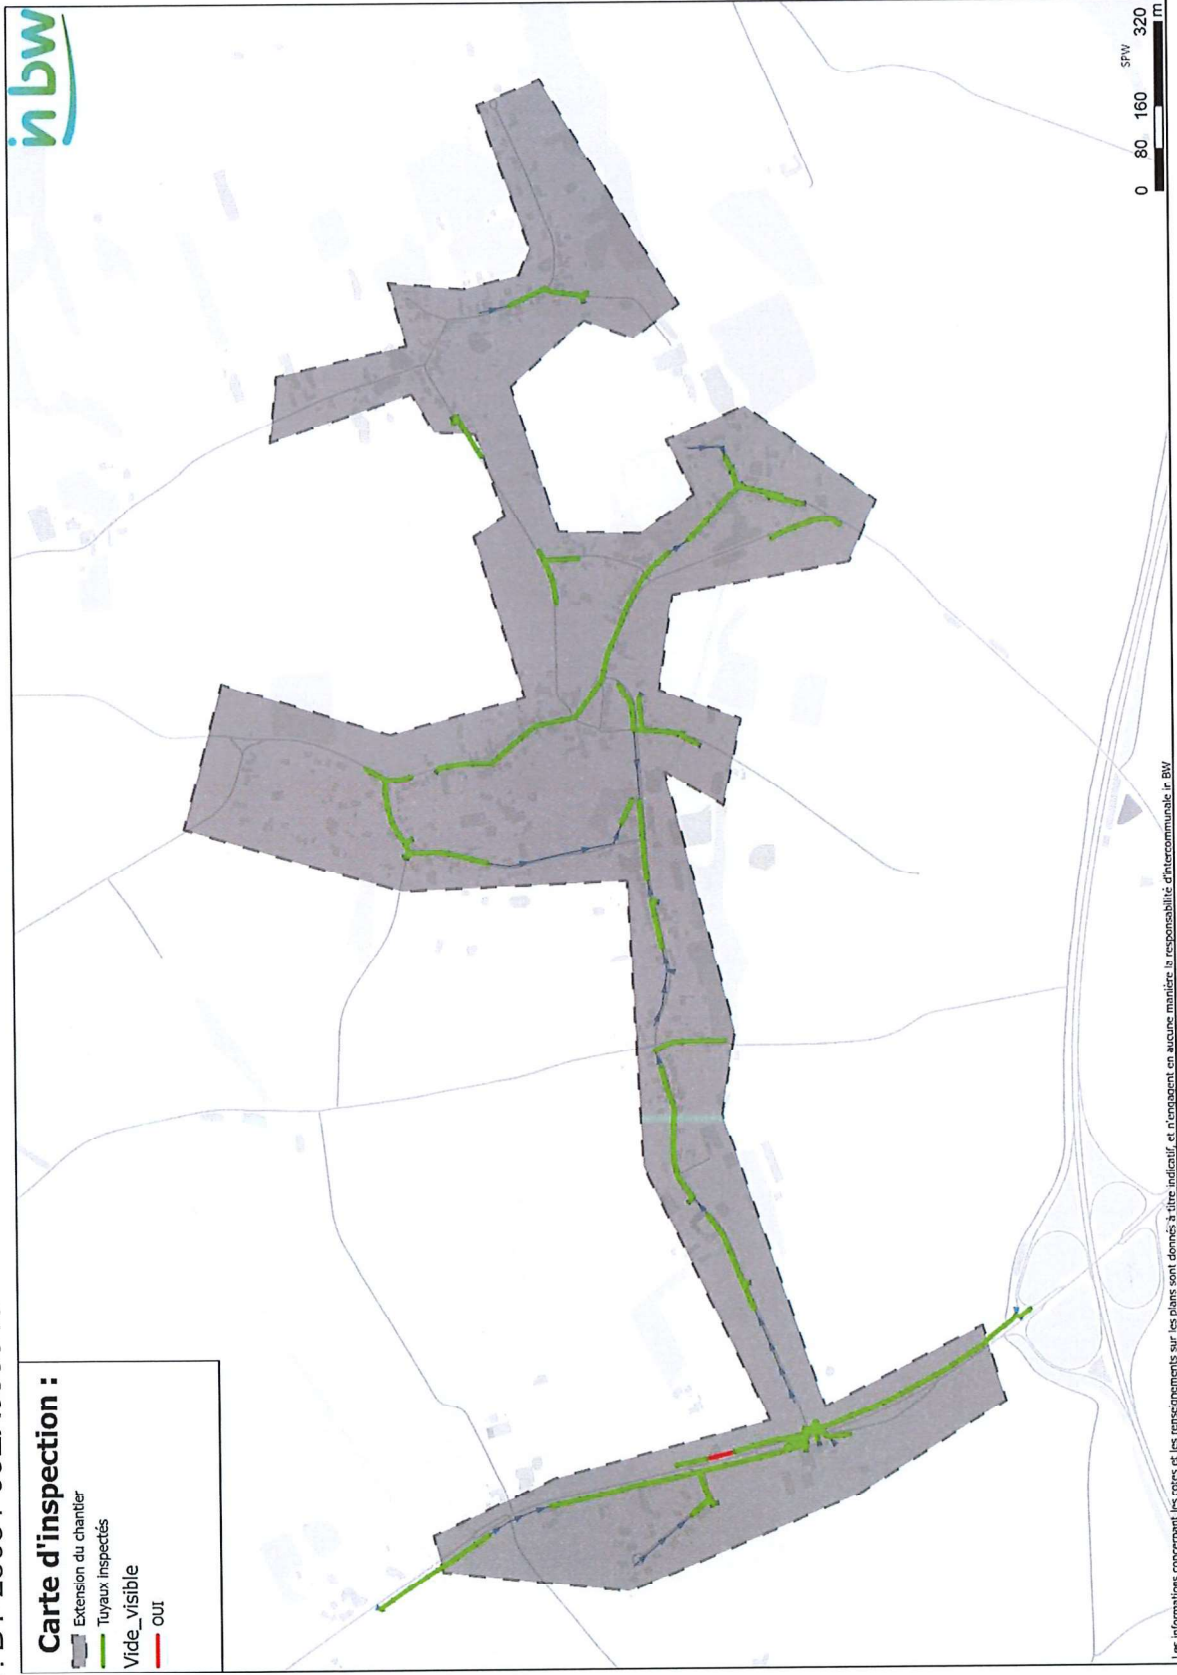 in bw
Carte d'inspection :
Extension du chantier
Tuyaux inspectés
Vide_visible
OUI
SPW
0 80 160 320
m
Les informations concernant les cotes et les renseignements sur les plans sont donnés à titre indicatif, et n'engagent en aucune manière la responsabilité d'intercommunale in BW